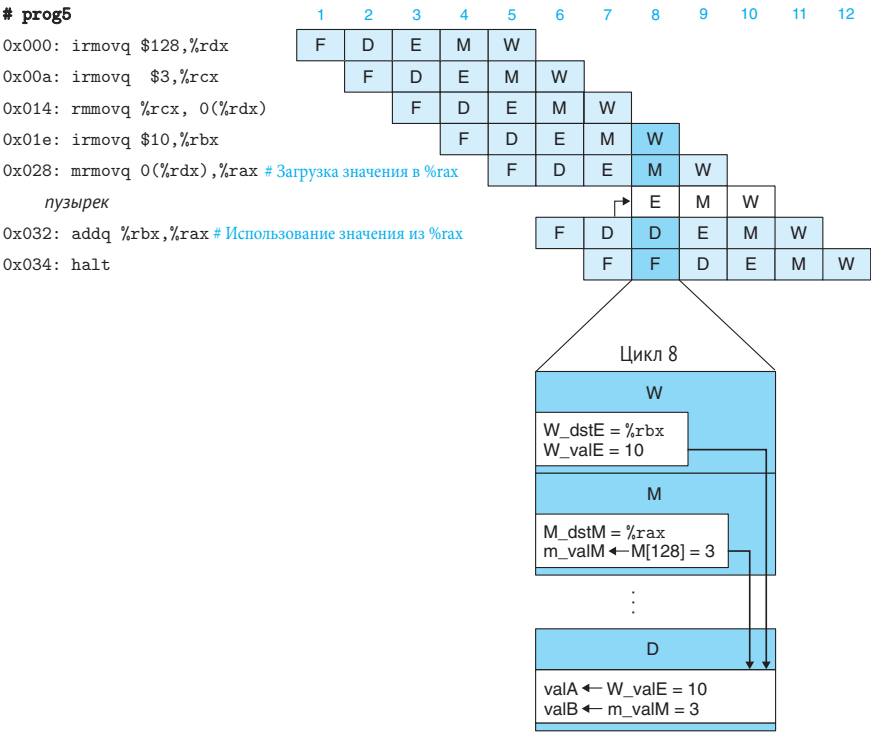 # prog5 1 2 3 4 5 6 7 8 9 10 11 12
0x000: irmovq $128,%rdx F D E M W
0x00a: irmovq $3,%rcx F D E M W
0x014: rmmovq %rcx, 0(%rdx) F D E M W
0x01e: irmovq $10,%rbx F D E M W
0x028: mrmovq 0(%rdx),%rax # Загрузка значения в %rax F D E M W
пузырек E M W
0x032: addq %rbx,%rax # Использование значения из %rax F D D E M W
0x034: halt F F D E M W
Цикл 8
W
W_dstE = %rbx
W_valE = 10
M
M_dstM = %rax
m_valM ← M[128] = 3
D
valA ← W_valE = 10
valB ← m_valM = 3